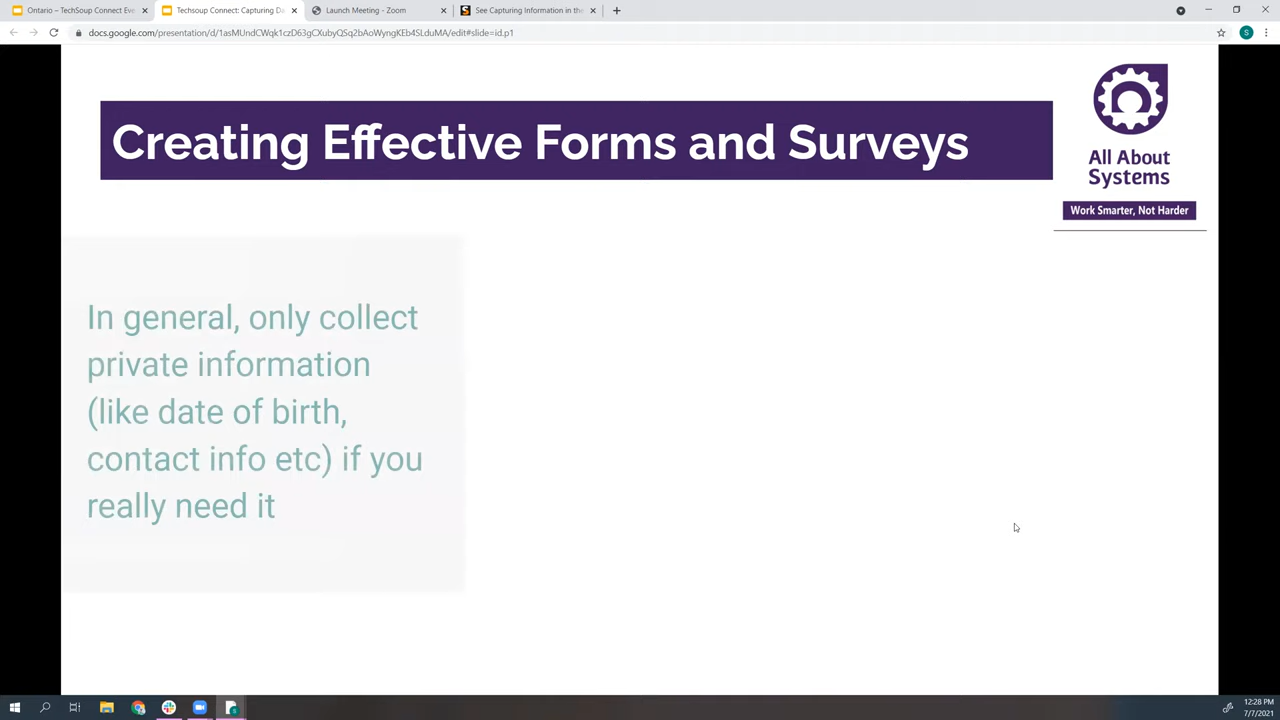 Ontario – TechSoup Connect Eve
Techsoup Connect: Capturing Da
Launch Meeting - Zoom
See Capturing Information in the
docs.google.com/presentation/d/1asMUndCWqk1czD63gCXubyQSq2bAoWyngKEb4SLduMA/edit#slide=id.p1
Creating Effective Forms and Surveys
All About
Systems
Work Smarter, Not Harder
In general, only collect
private information
(like date of birth,
contact info etc) if you
really need it
12:28 PM
7/7/2021